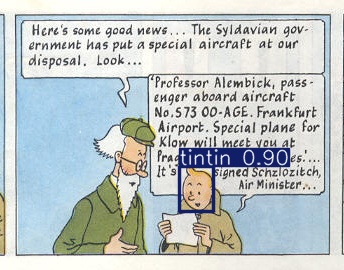 Here's some good news... The Syldavian gov-
ernment has put a special aircraft at our
disposal. Look...
'Professor Alembick, pass-
enger aboard aircraft
No.573 OO-AGE. Frankfurt
Airport. Special plane for
Klow will meet you at
es'....
It's signed Schzlozitch,
Air Minister...
tintin 0.90